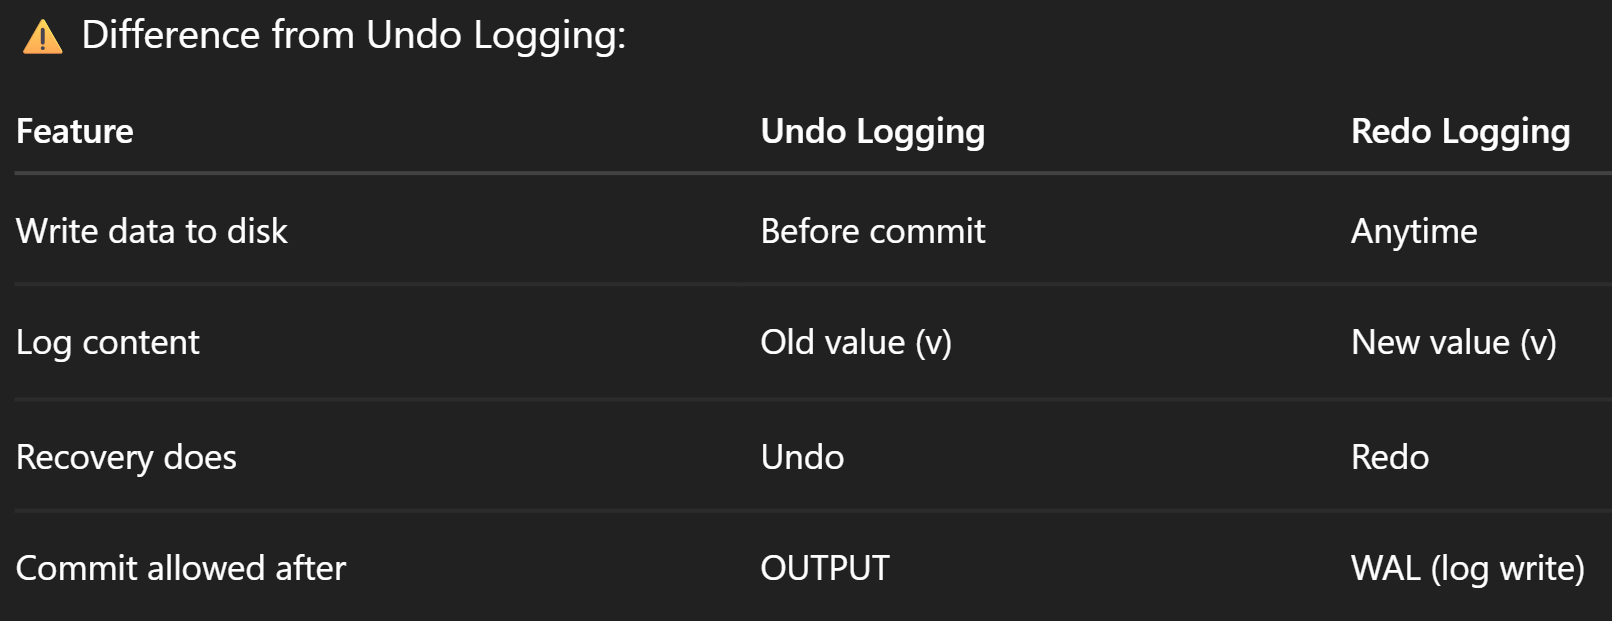 ⚠️ Difference from Undo Logging:
Feature Undo Logging Redo Logging
Write data to disk Before commit Anytime
Log content Old value (v) New value (v)
Recovery does Undo Redo
Commit allowed after OUTPUT WAL (log write)